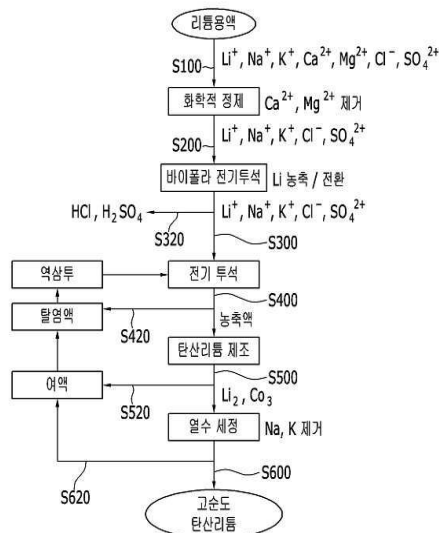 리튬용액
S100
Li⁺, Na⁺, K⁺, Ca²⁺, Mg²⁺, Cl⁻, SO₄²⁺
화학적 정제
Ca²⁺, Mg²⁺ 제거
S200
Li⁺, Na⁺, K⁺, Cl⁻, SO₄²⁺
바이폴라 전기투석
Li 농축 / 전환
HCl, H₂SO₄
S320
Li⁺, Na⁺, K⁺, Cl⁻, SO₄²⁺
S300
역삼투
전기 투석
S400
탈염액
S420
농축액
탄산리튬 제조
S500
여액
S520
Li₂, Co₃
열수 세정
Na, K 제거
S620
S600
고순도
탄산리튬